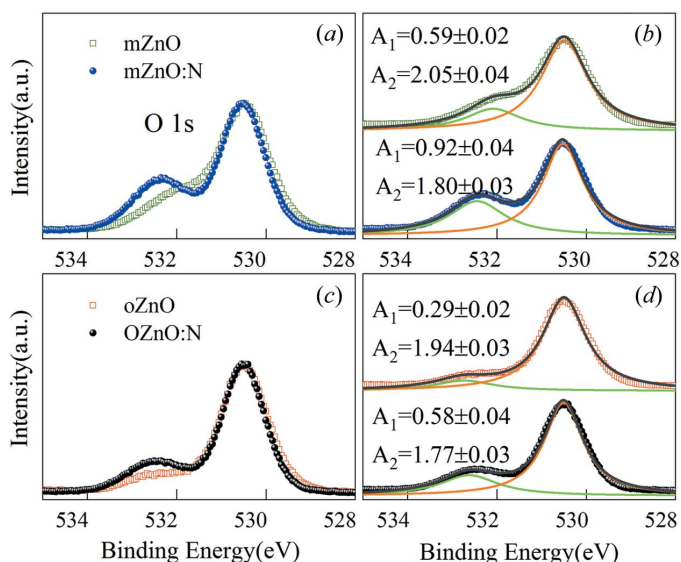 Intensity(a.u.)
mZnO
mZnO:N
O 1s
(a)
534 532 530 528
A1=0.59±0.02
A2=2.05±0.04
A1=0.92±0.04
A2=1.80±0.03
(b)
532 530 528
Intensity(a.u.)
oZnO
OZnO:N
(c)
534 532 530 528
Binding Energy(eV)
A1=0.29±0.02
A2=1.94±0.03
A1=0.58±0.04
A2=1.77±0.03
(d)
534 532 530 528
Binding Energy(eV)